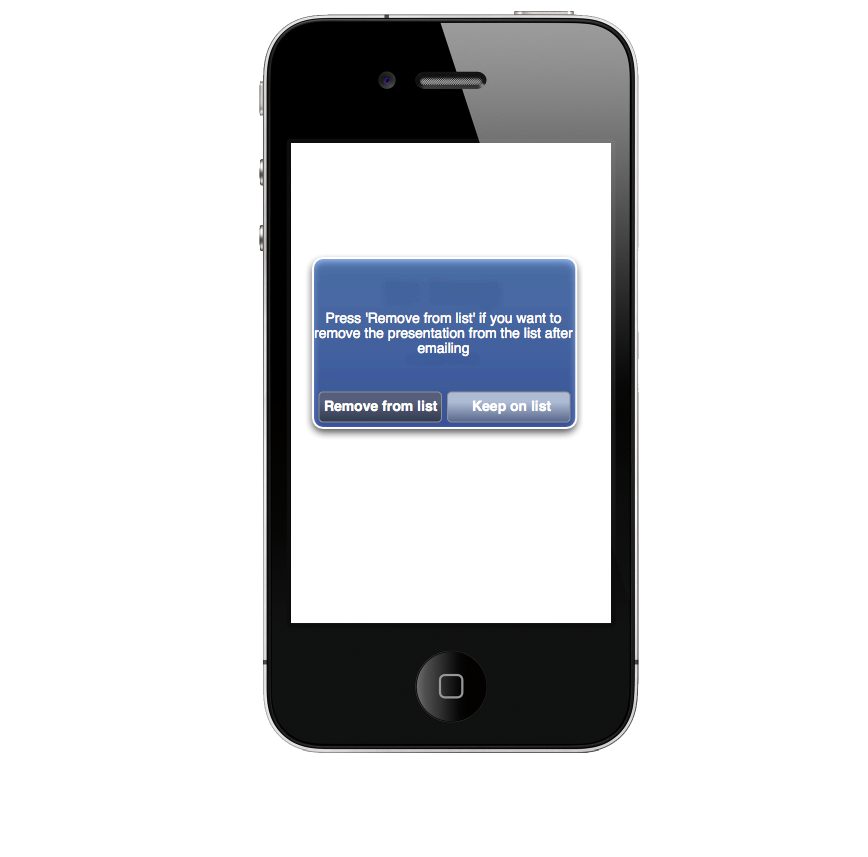 Press 'Remove from list' if you want to
remove the presentation from the list after
emailing
Remove from list
Keep on list